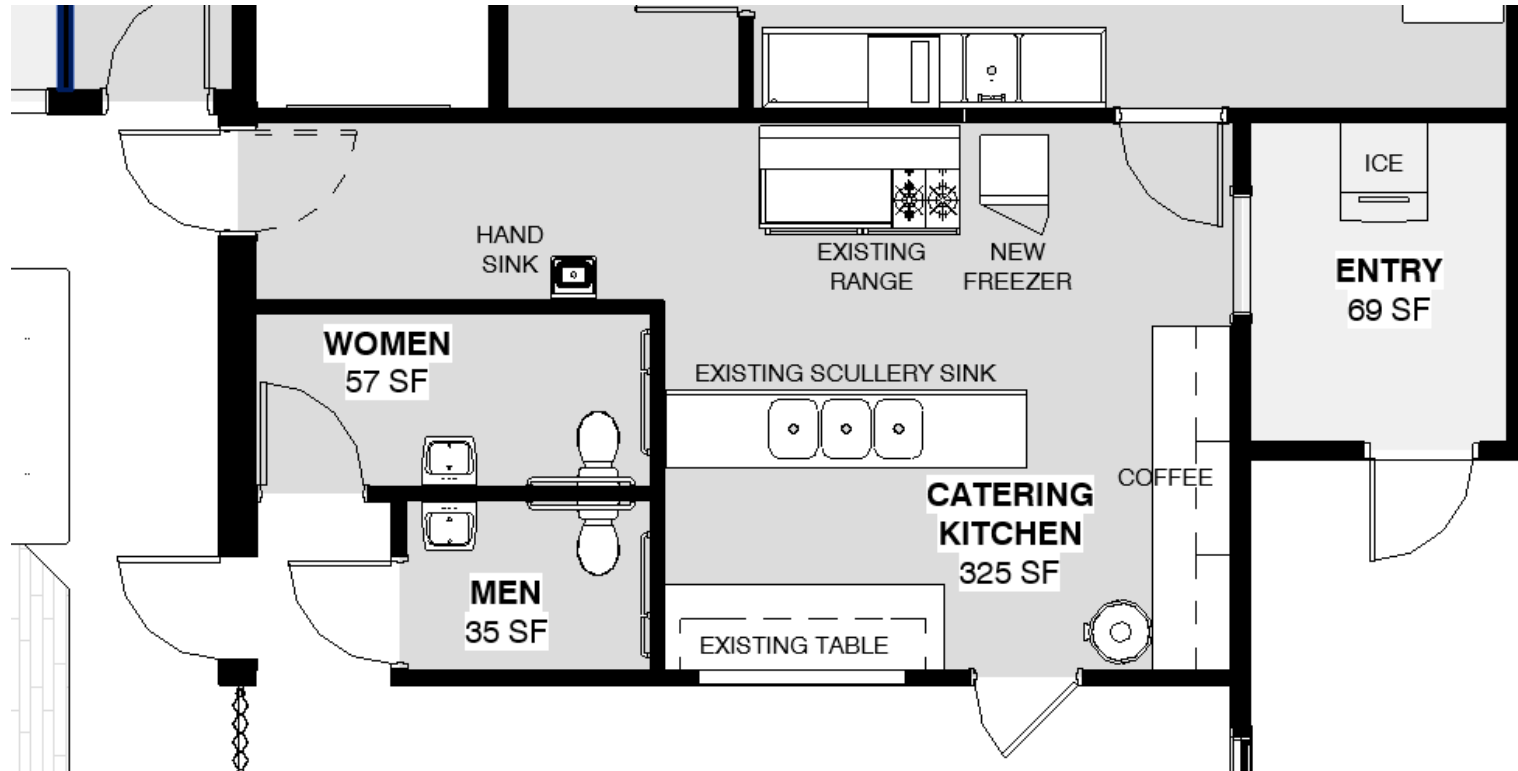 ICE
HAND
SINK
EXISTING
RANGE
NEW
FREEZER
ENTRY
69 SF
WOMEN
57 SF
EXISTING SCULLERY SINK
COFFEE
CATERING
KITCHEN
325 SF
MEN
35 SF
EXISTING TABLE